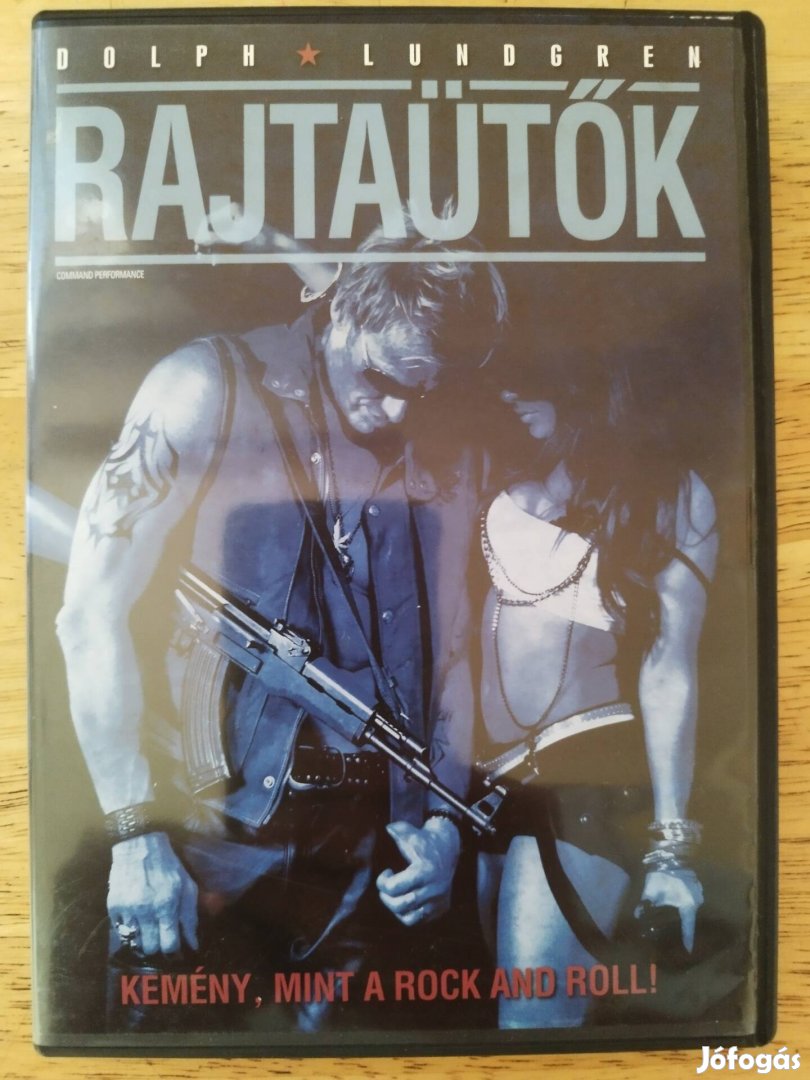 DOLPH ★ LUNDGREN
RAJTAÜTŐK
COMMAND PERFORMANCE
KEMÉNY, MINT A ROCK AND ROLL!
Jófogás